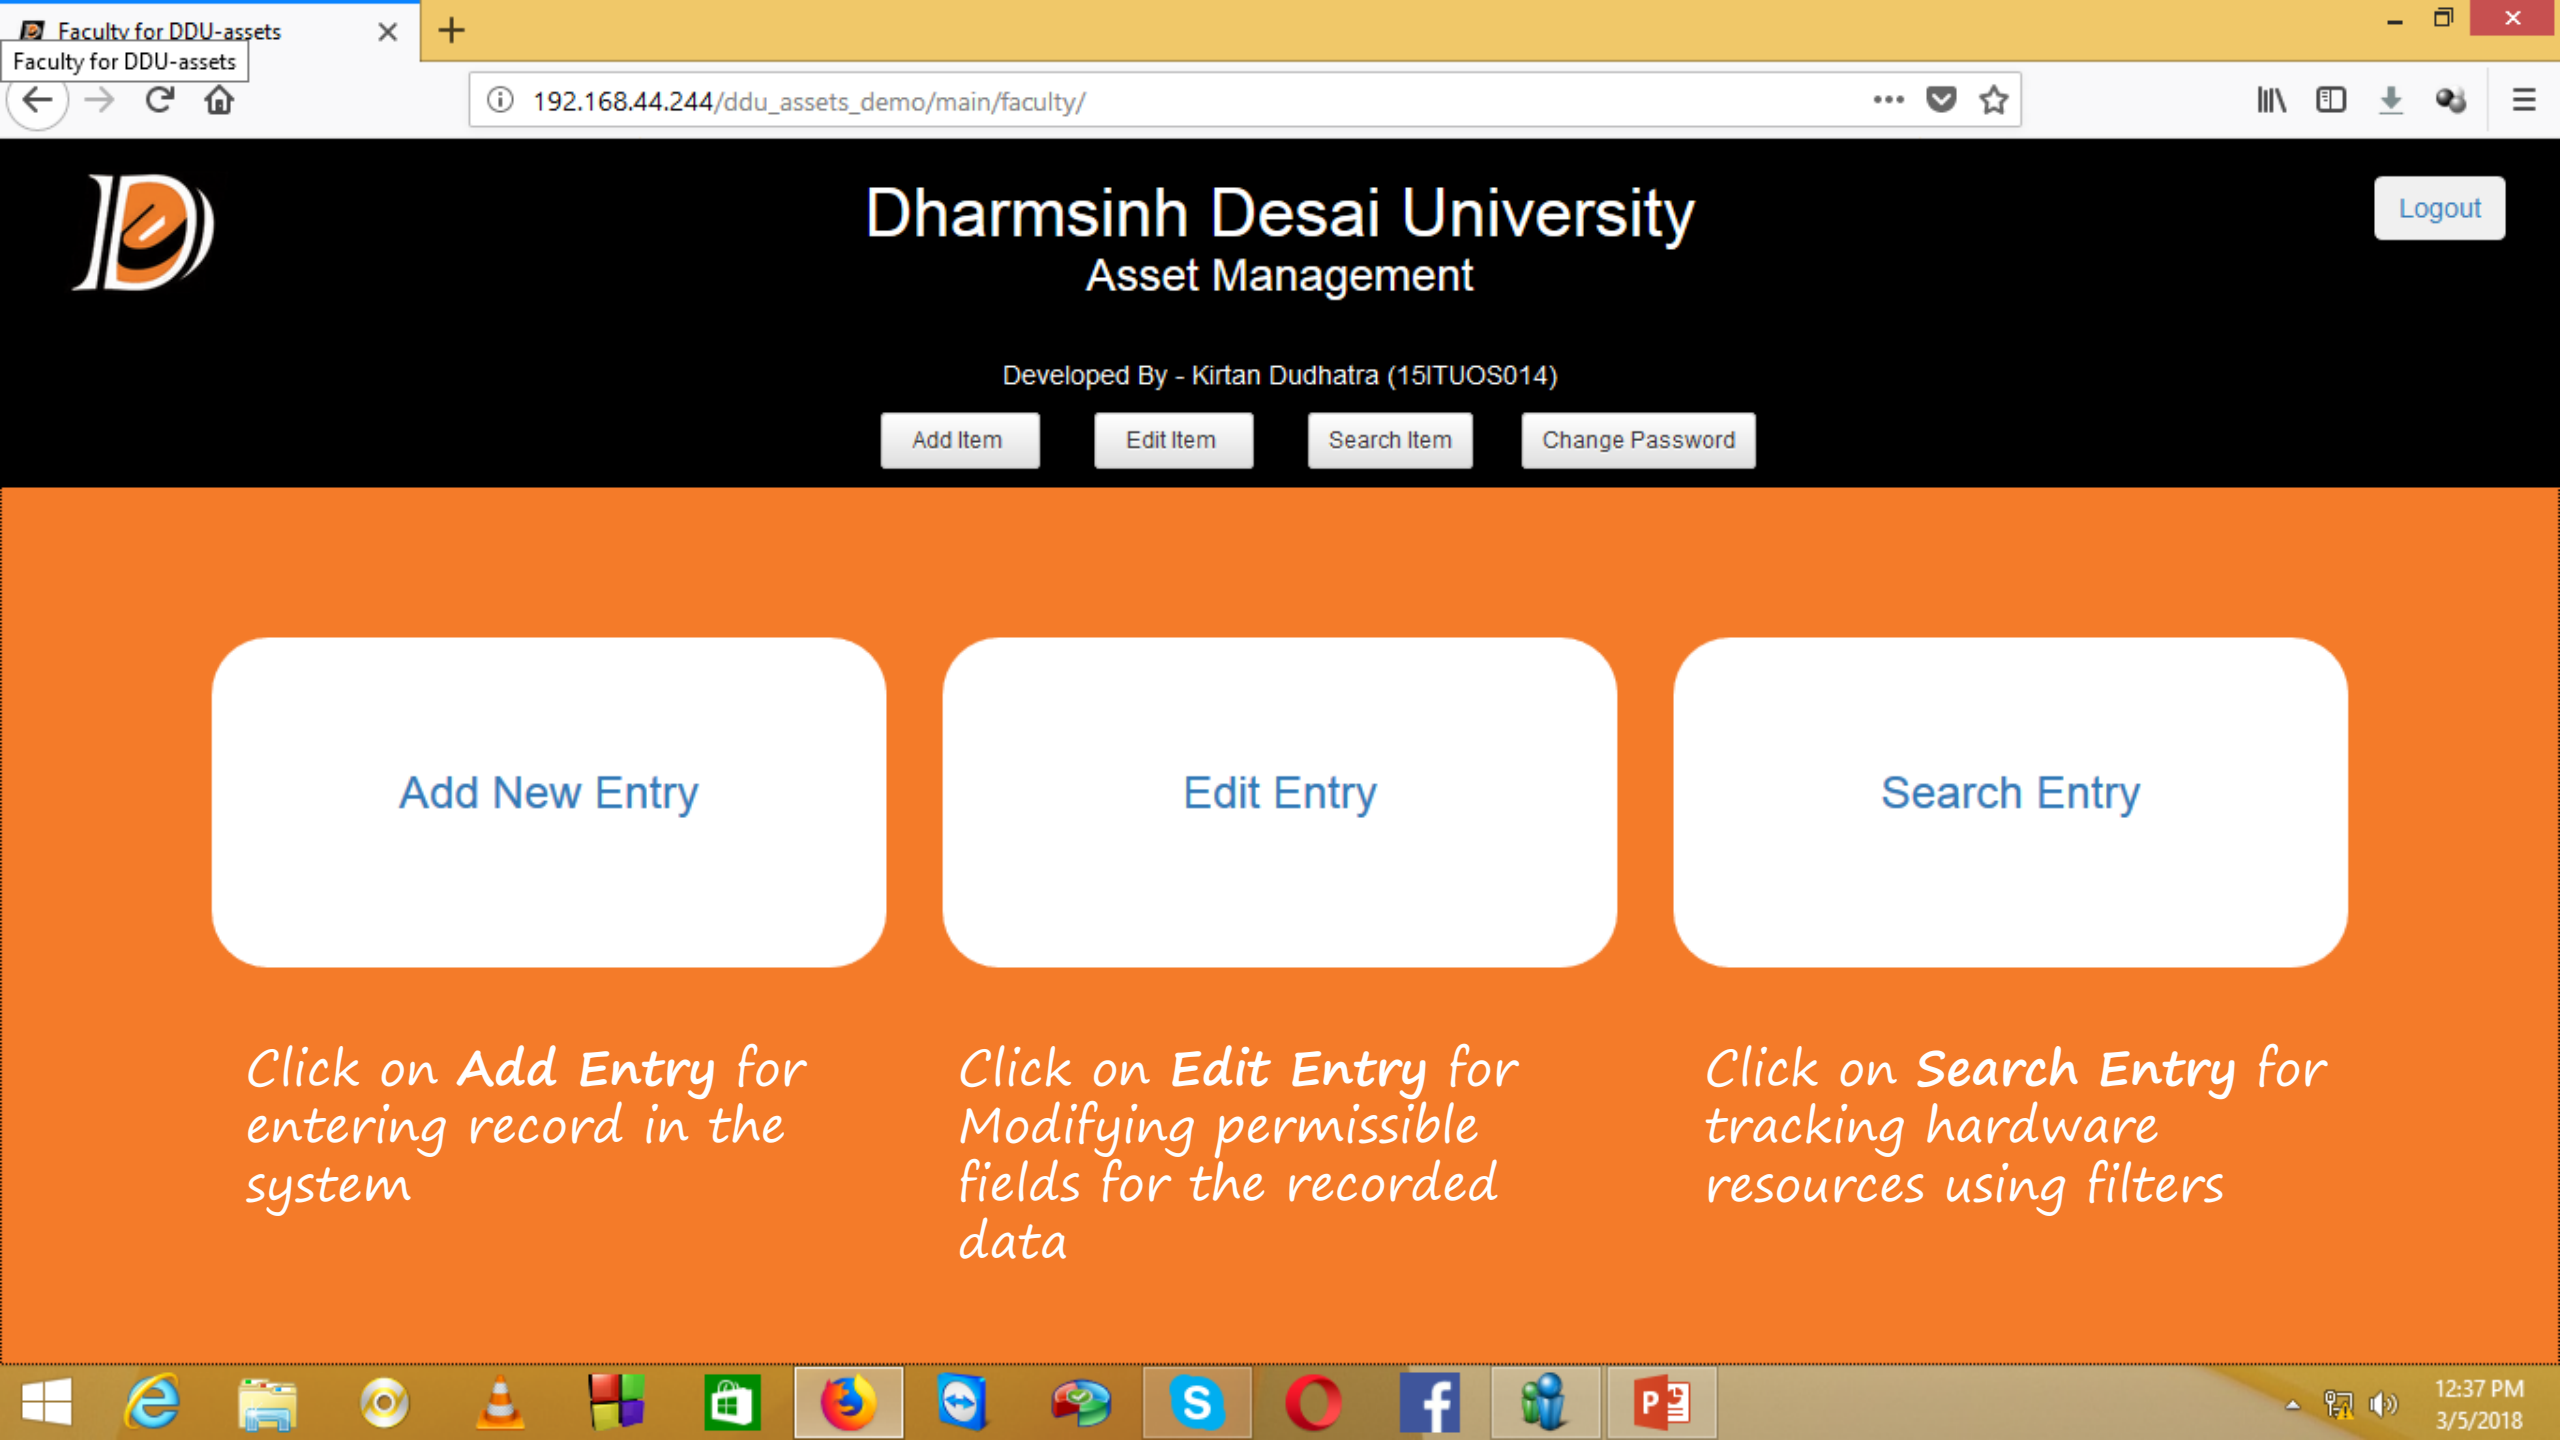 Faculty for DDU-assets
Faculty for DDU-assets
192.168.44.244/ddu_assets_demo/main/faculty/
Dharmsinh Desai University
Logout
Asset Management
Developed By - Kirtan Dudhatra (15ITUOS014)
Add Item Edit Item Search Item Change Password
Add New Entry Edit Entry Search Entry
Click on Add Entry for
entering record in the
system
Click on Edit Entry for
Modifying permissible
fields for the recorded
data
Click on Search Entry for
tracking hardware
resources using filters
12:37 PM
3/5/2018